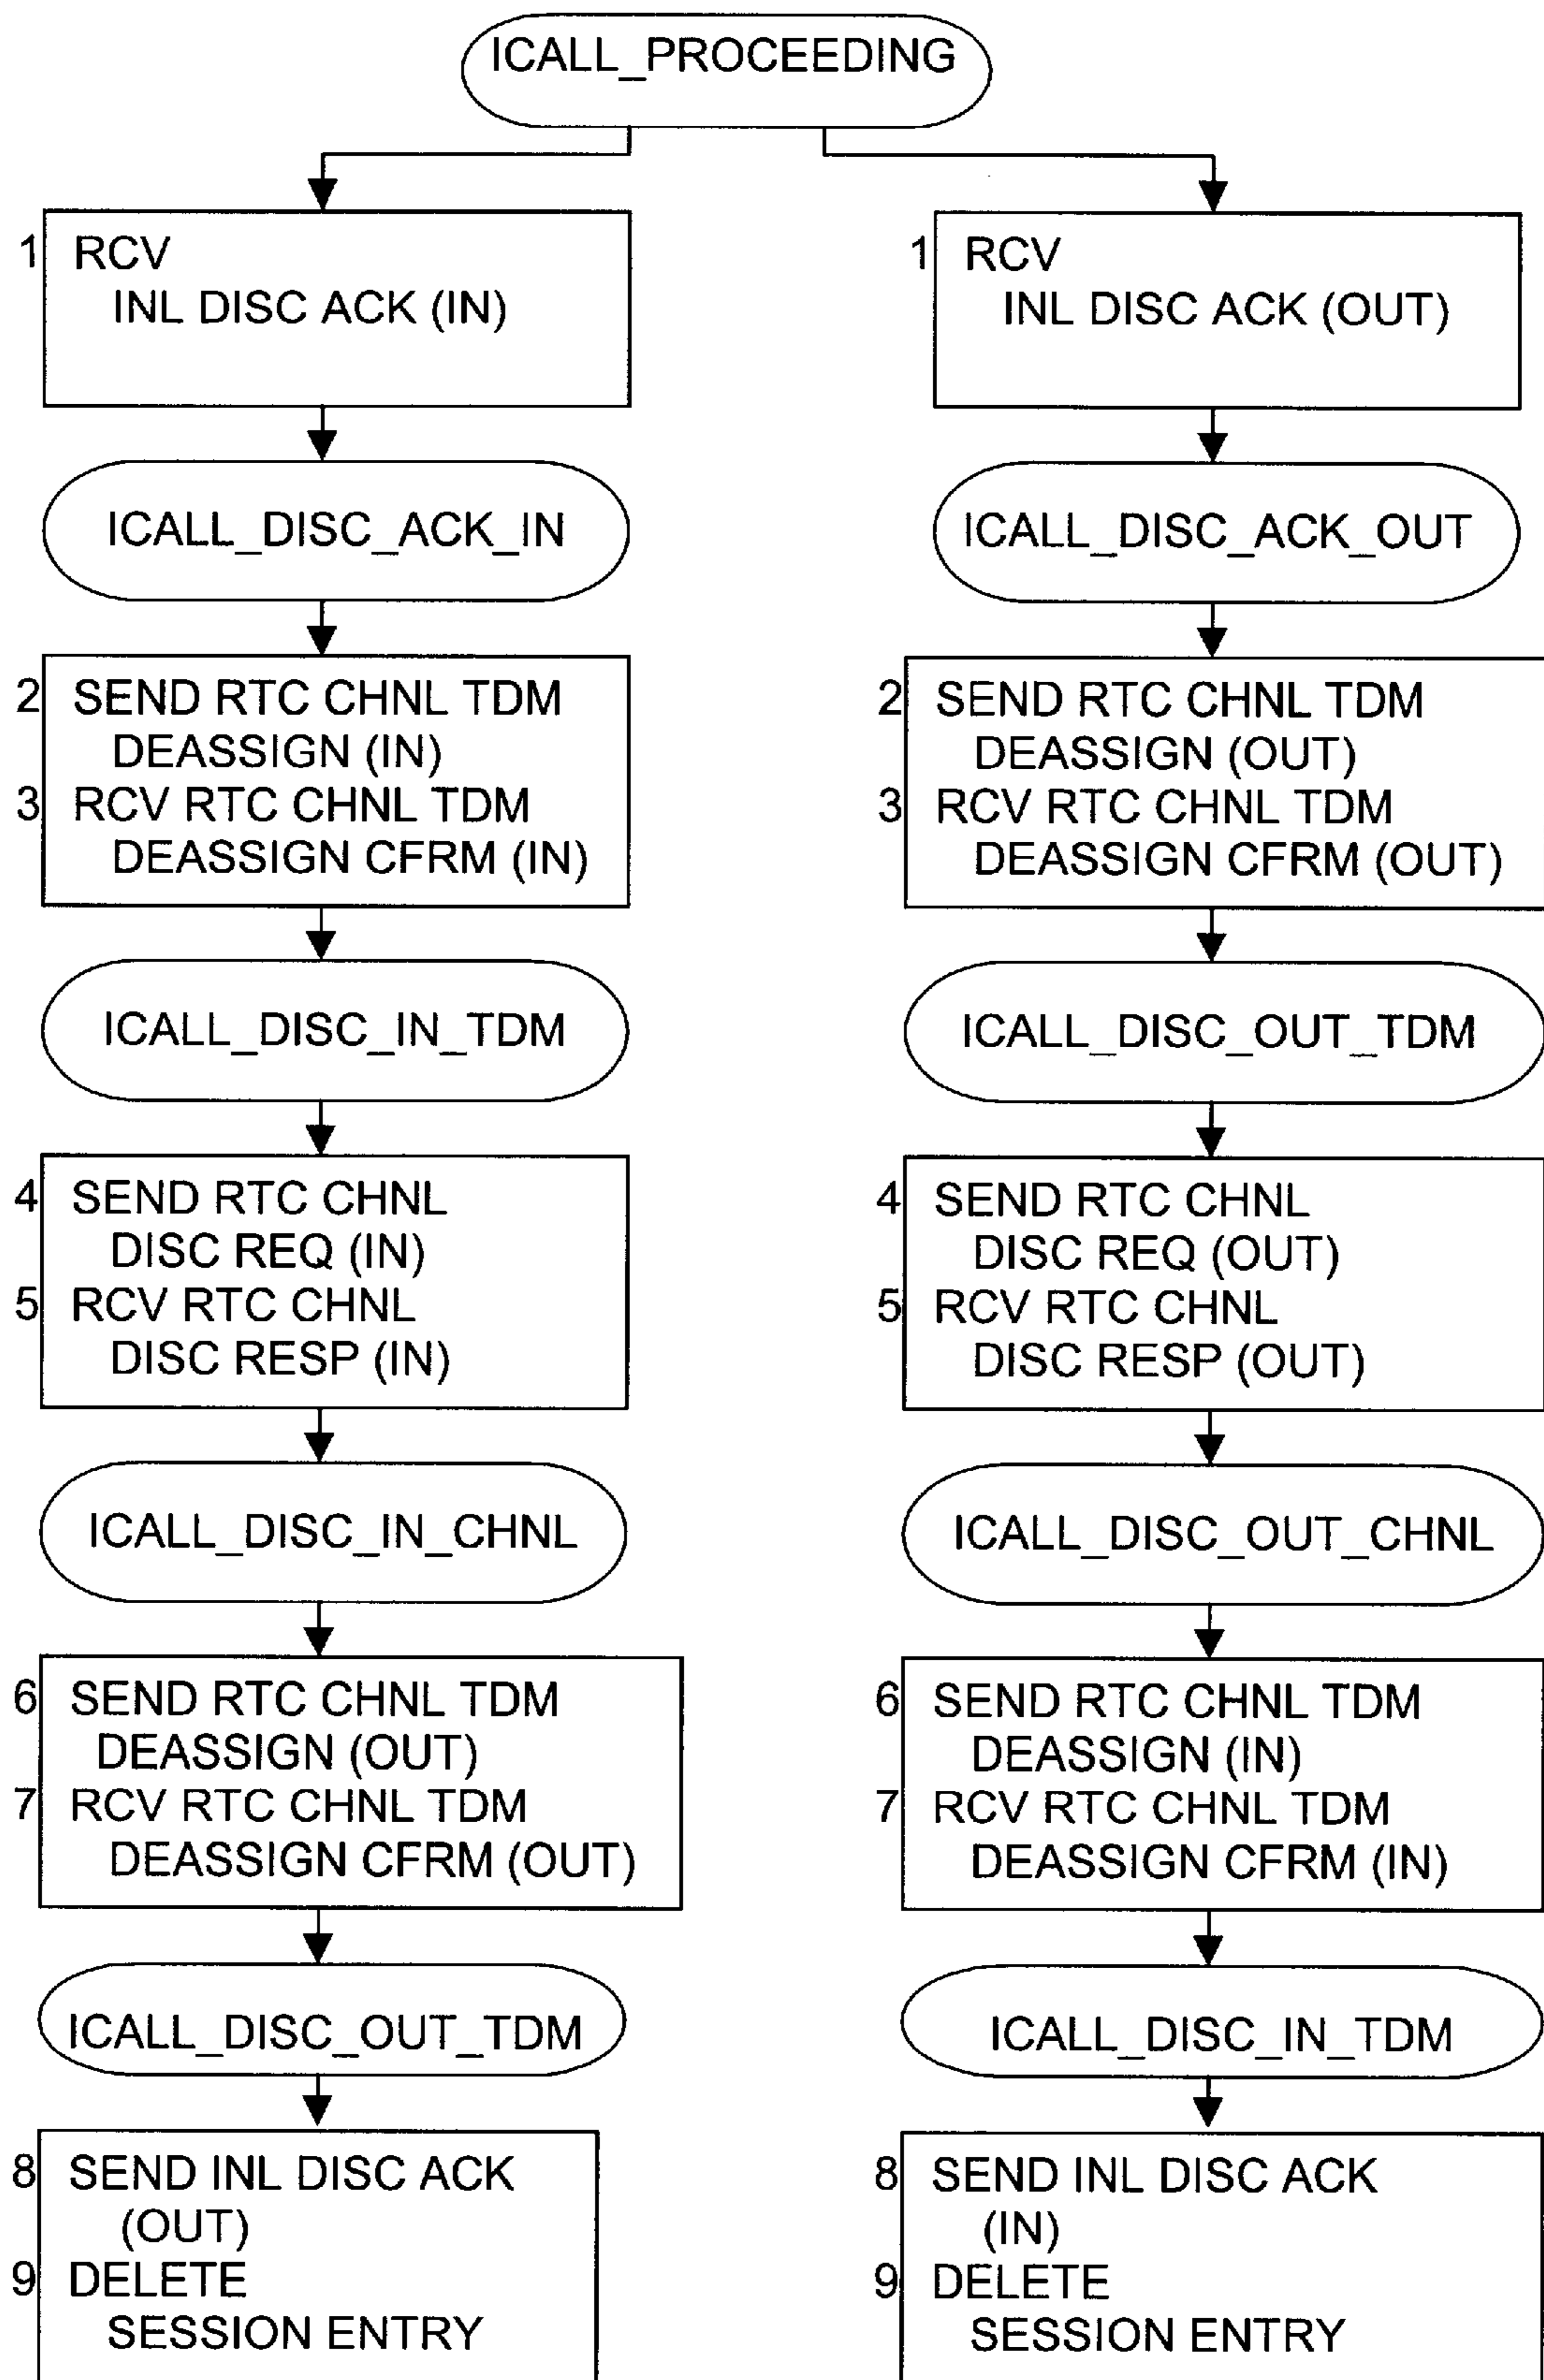 ICALL_PROCEEDING
1 RCV
INL DISC ACK (IN)
ICALL_DISC_ACK_IN
2 SEND RTC CHNL TDM
DEASSIGN (IN)
3 RCV RTC CHNL TDM
DEASSIGN CFRM (IN)
ICALL_DISC_IN_TDM
4 SEND RTC CHNL
DISC REQ (IN)
5 RCV RTC CHNL
DISC RESP (IN)
ICALL_DISC_IN_CHNL
6 SEND RTC CHNL TDM
DEASSIGN (OUT)
7 RCV RTC CHNL TDM
DEASSIGN CFRM (OUT)
ICALL_DISC_OUT_TDM
8 SEND INL DISC ACK
(OUT)
9 DELETE
SESSION ENTRY
1 RCV
INL DISC ACK (OUT)
ICALL_DISC_ACK_OUT
2 SEND RTC CHNL TDM
DEASSIGN (OUT)
3 RCV RTC CHNL TDM
DEASSIGN CFRM (OUT)
ICALL_DISC_OUT_TDM
4 SEND RTC CHNL
DISC REQ (OUT)
5 RCV RTC CHNL
DISC RESP (OUT)
ICALL_DISC_OUT_CHNL
6 SEND RTC CHNL TDM
DEASSIGN (IN)
7 RCV RTC CHNL TDM
DEASSIGN CFRM (IN)
ICALL_DISC_IN_TDM
8 SEND INL DISC ACK
(IN)
9 DELETE
SESSION ENTRY